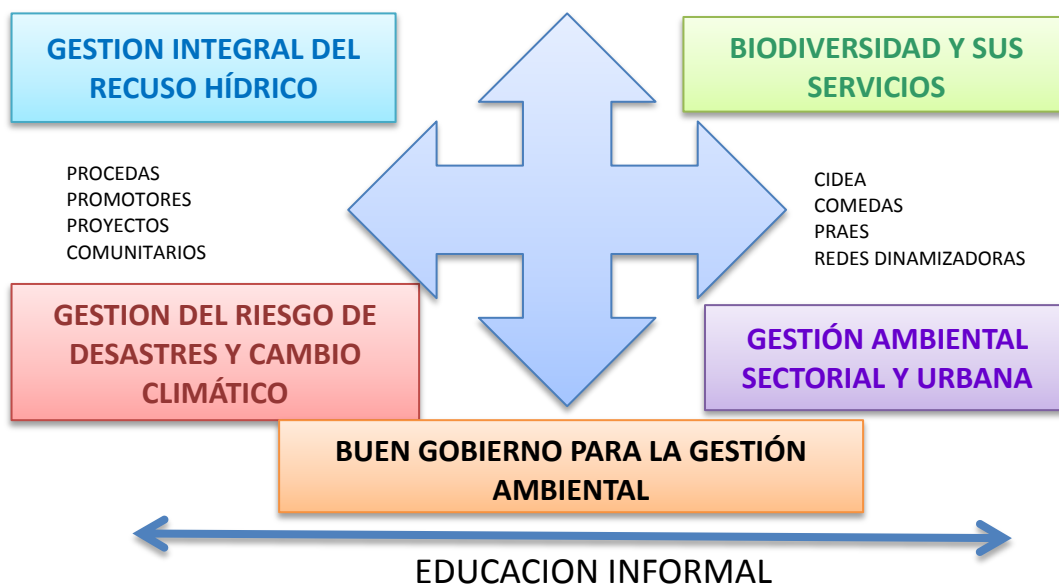 GESTION INTEGRAL DEL
RECUSO HÍDRICO
BIODIVERSIDAD Y SUS
SERVICIOS
PROCEDAS
PROMOTORES
PROYECTOS
COMUNITARIOS
CIDEA
COMEDAS
PRAES
REDES DINAMIZADORAS
GESTION DEL RIESGO DE
DESASTRES Y CAMBIO
CLIMÁTICO
GESTIÓN AMBIENTAL
SECTORIAL Y URBANA
BUEN GOBIERNO PARA LA GESTIÓN
AMBIENTAL
EDUCACION INFORMAL